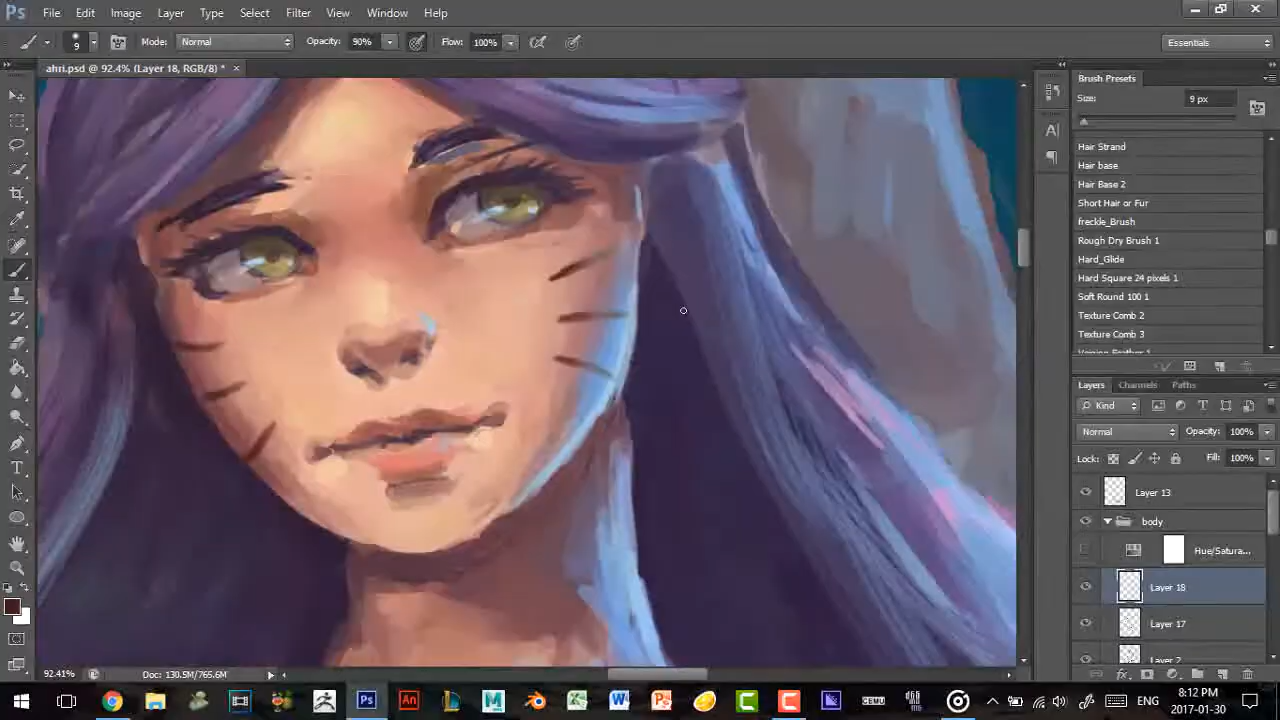 Ps File Edit Image Layer Type Select Filter View Window Help
9 Mode: Normal Opacity: 90% Flow: 100% Essentials
ahri.psd @ 92.4% (Layer 18, RGB/8) *
Brush Presets
Size: 9 px
Hair Strand
Hair base
Hair Base 2
Short Hair or Fur
freckle_Brush
Rough Dry Brush 1
Hard_Glide
Hard Square 24 pixels 1
Soft Round 100 1
Texture Comb 2
Texture Comb 3
Layers Channels Paths
Kind
Normal Opacity: 100%
Lock: Fill: 100%
Layer 13
body
Hue/Satura...
Layer 18
Layer 17
Layer 2
92.41% Doc: 130.5M/765.6M
Ps An M W P CEMU ENG
8:12 PM
2017-01-30